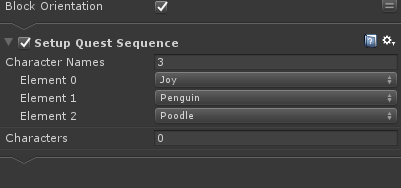 Block Orientation
Setup Quest Sequence
Character Names 3
Element 0 Joy
Element 1 Penguin
Element 2 Poodle
Characters 0